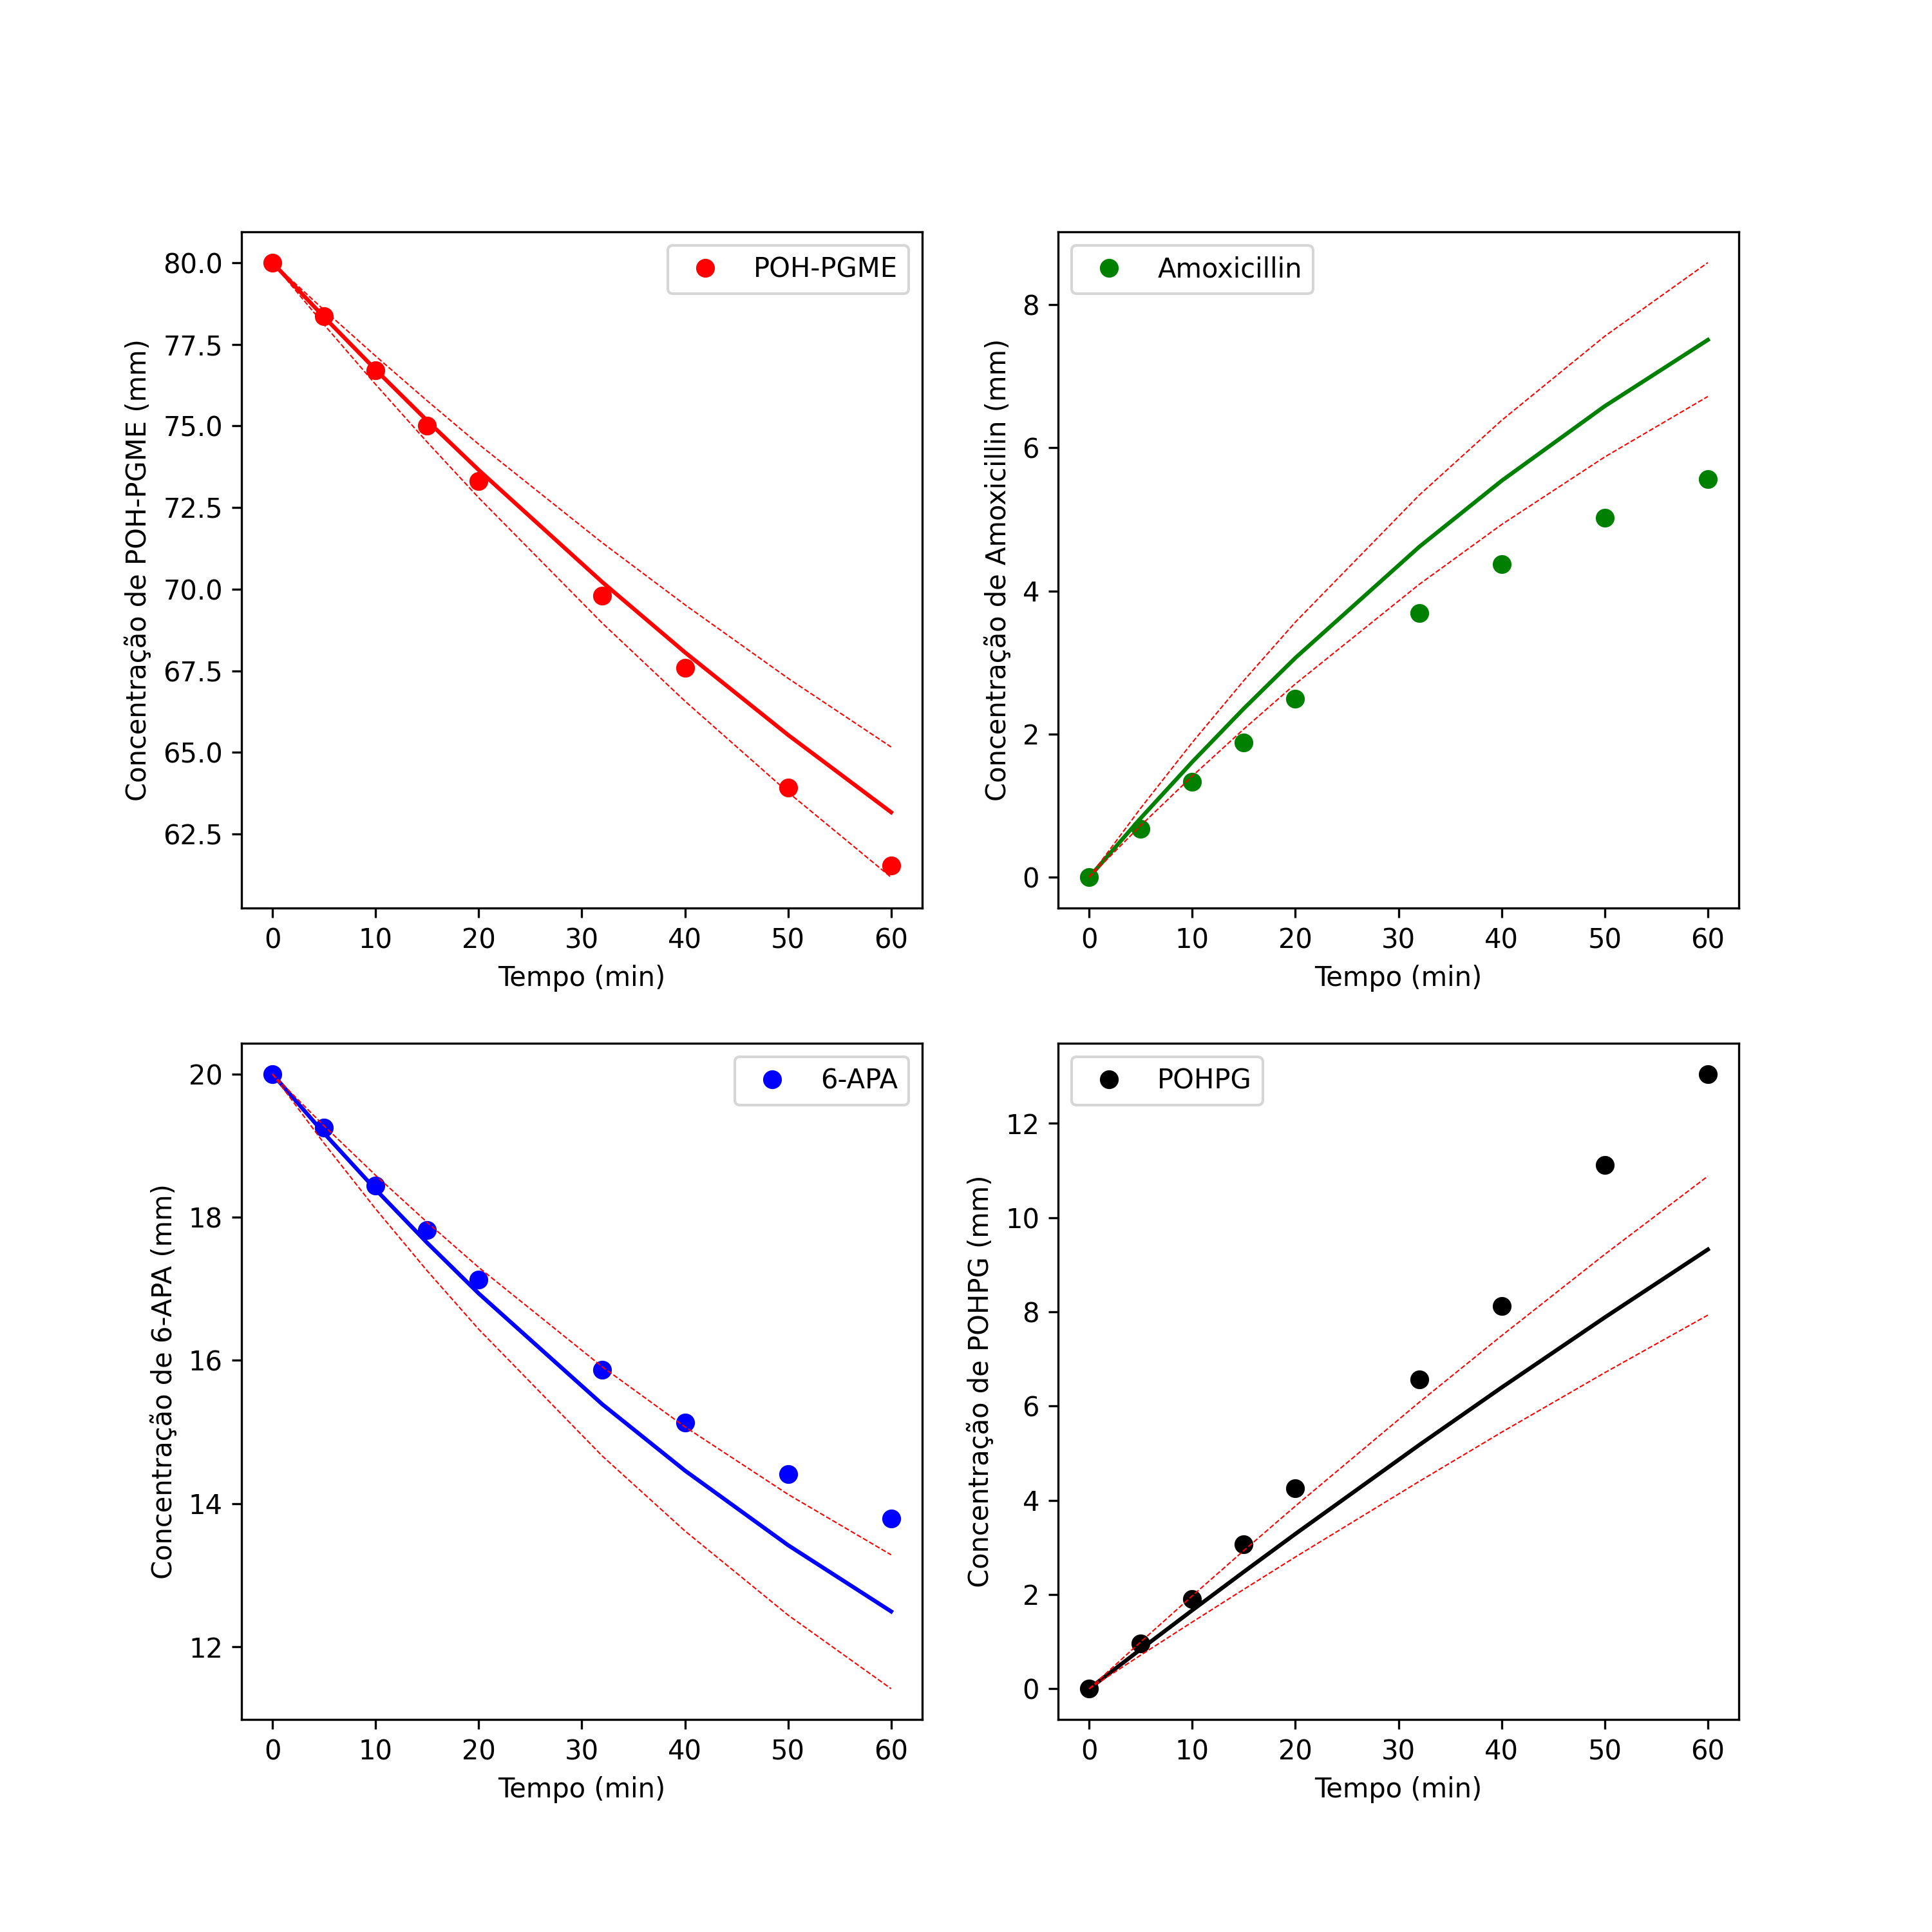 POH-PGME
Concentração de POH-PGME (mm)
80.0
77.5
75.0
72.5
70.0
67.5
65.0
62.5
0 10 20 30 40 50 60
Tempo (min)
Amoxicillin
Concentração de Amoxicillin (mm)
8
6
4
2
0
0 10 20 30 40 50 60
Tempo (min)
6-APA
Concentração de 6-APA (mm)
20
18
16
14
12
0 10 20 30 40 50 60
Tempo (min)
POHPG
Concentração de POHPG (mm)
12
10
8
6
4
2
0
0 10 20 30 40 50 60
Tempo (min)